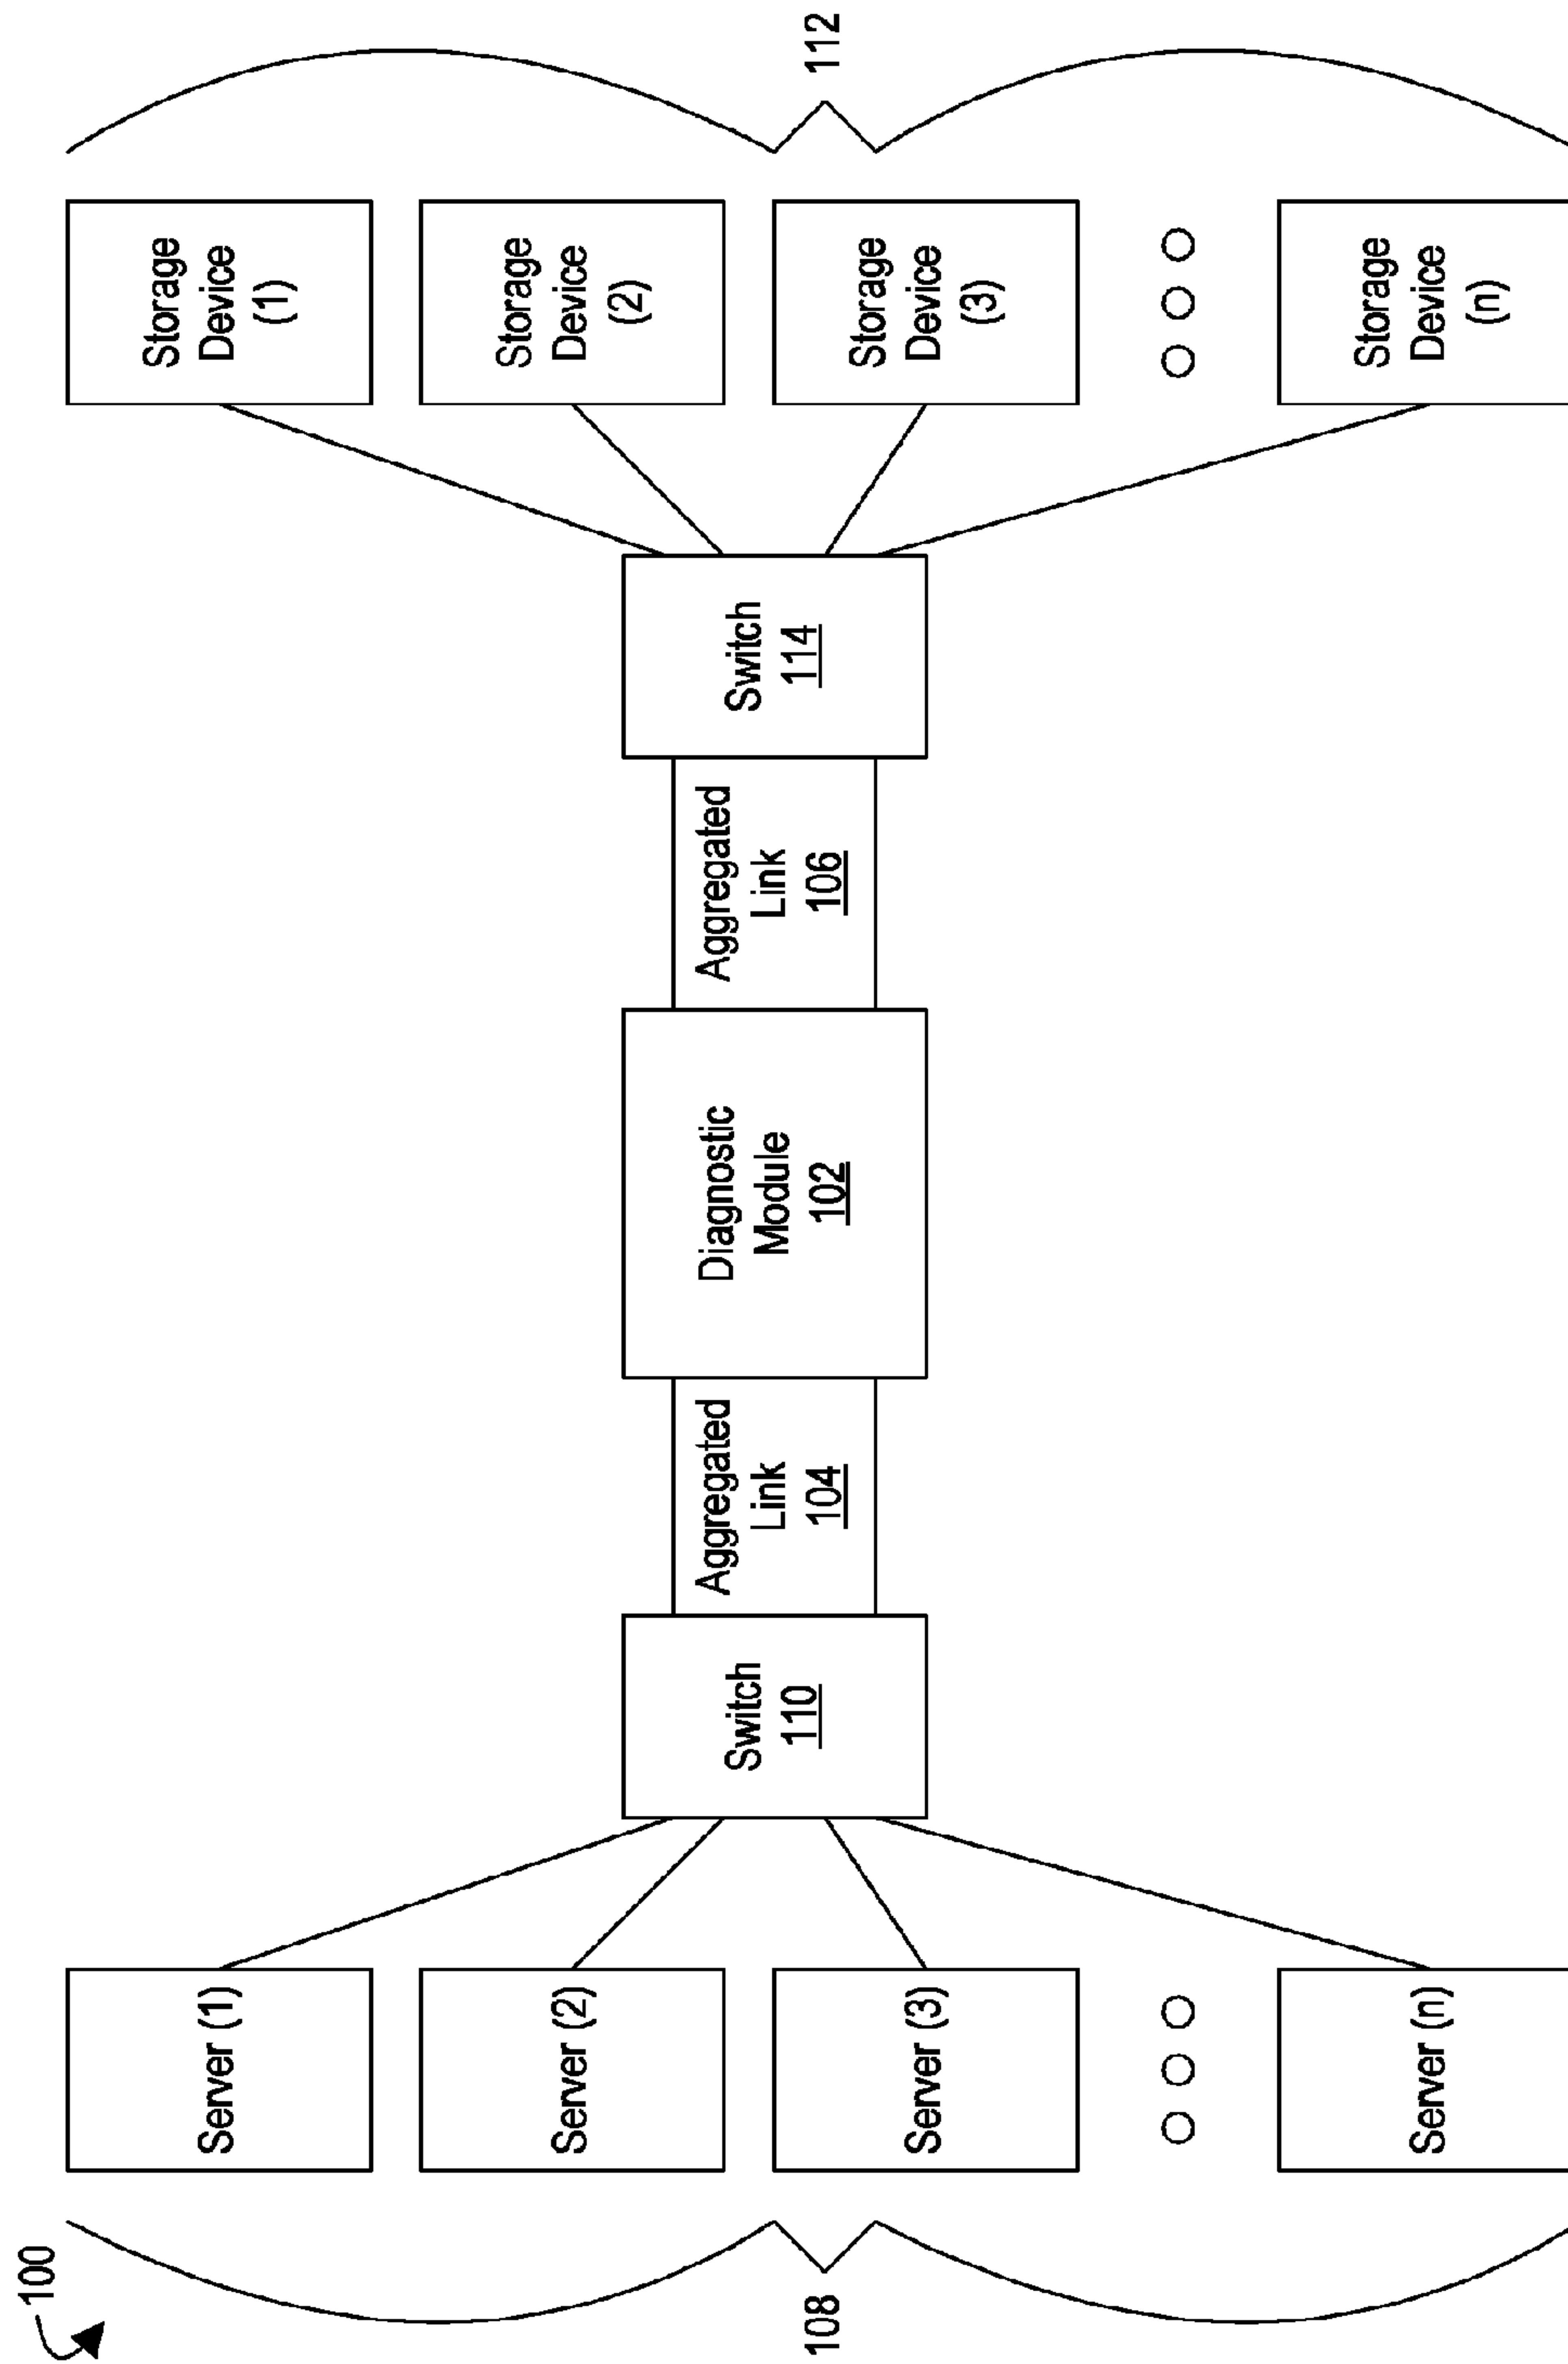 100
108
Server (1)
Server (2)
Server (3)
Server (n)
Switch
110
Aggregated
Link
104
Diagnostic
Module
102
Aggregated
Link
106
Switch
114
Storage
Device
(1)
Storage
Device
(2)
Storage
Device
(3)
Storage
Device
(n)
112